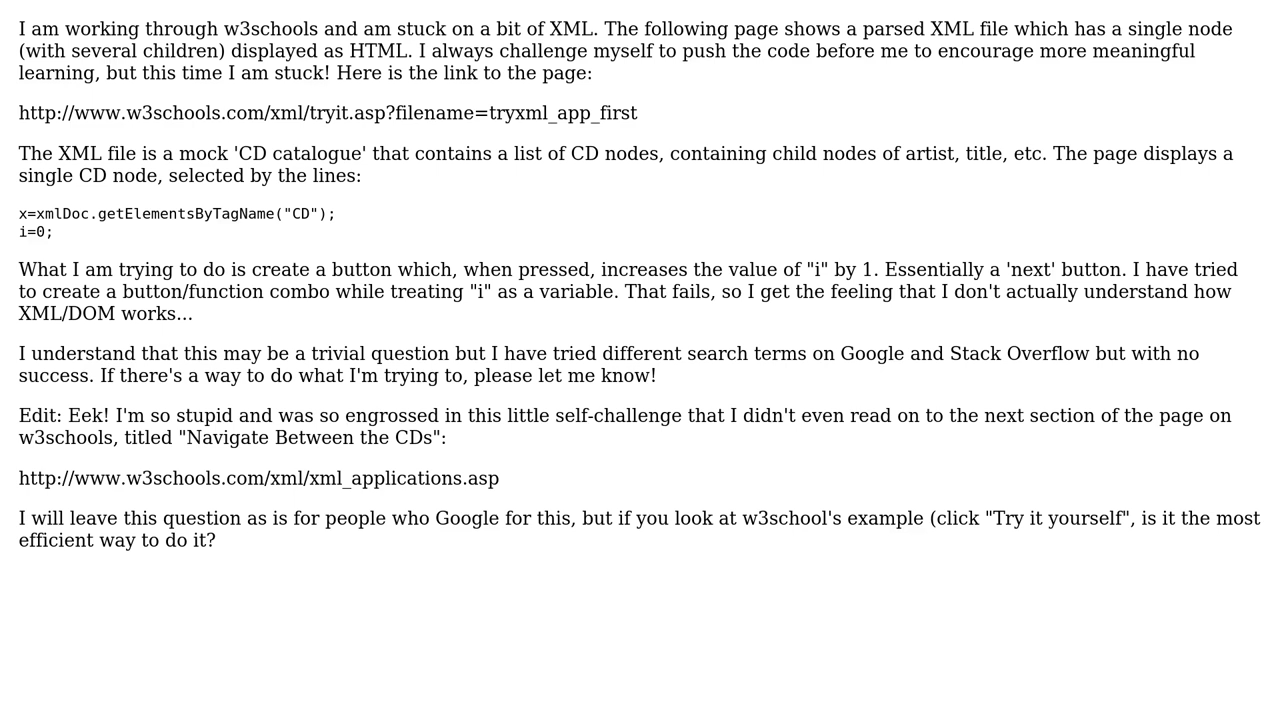 I am working through w3schools and am stuck on a bit of XML. The following page shows a parsed XML file which has a single node
(with several children) displayed as HTML. I always challenge myself to push the code before me to encourage more meaningful
learning, but this time I am stuck! Here is the link to the page:
http://www.w3schools.com/xml/tryit.asp?filename=tryxml_app_first
The XML file is a mock 'CD catalogue' that contains a list of CD nodes, containing child nodes of artist, title, etc. The page displays a
single CD node, selected by the lines:
x=xmlDoc.getElementsByTagName("CD");
i=0;
What I am trying to do is create a button which, when pressed, increases the value of "i" by 1. Essentially a 'next' button. I have tried
to create a button/function combo while treating "i" as a variable. That fails, so I get the feeling that I don't actually understand how
XML/DOM works...
I understand that this may be a trivial question but I have tried different search terms on Google and Stack Overflow but with no
success. If there's a way to do what I'm trying to, please let me know!
Edit: Eek! I'm so stupid and was so engrossed in this little self-challenge that I didn't even read on to the next section of the page on
w3schools, titled "Navigate Between the CDs":
http://www.w3schools.com/xml/xml_applications.asp
I will leave this question as is for people who Google for this, but if you look at w3school's example (click "Try it yourself", is it the most
efficient way to do it?